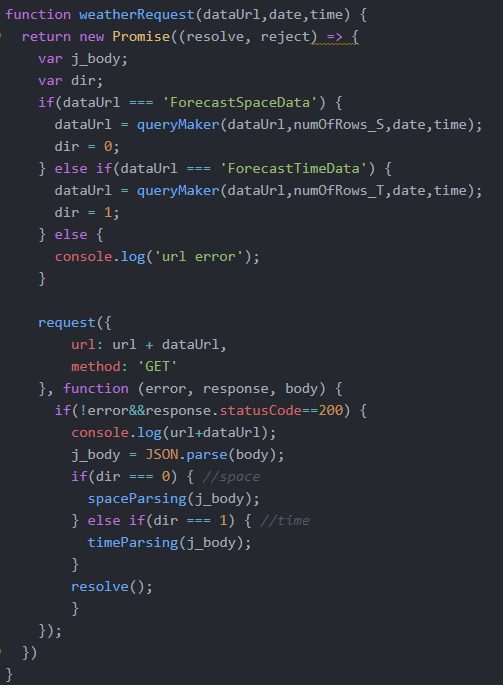 function weatherRequest(dataUrl,date,time) {
  return new Promise((resolve, reject) => {
    var j_body;
    var dir;
    if(dataUrl === 'ForecastSpaceData') {
      dataUrl = queryMaker(dataUrl,numOfRows_S,date,time);
      dir = 0;
    } else if(dataUrl === 'ForecastTimeData') {
      dataUrl = queryMaker(dataUrl,numOfRows_T,date,time);
      dir = 1;
    } else {
      console.log('url error');
    }

    request({
        url: url + dataUrl,
        method: 'GET'
    }, function (error, response, body) {
      if(!error&&response.statusCode==200) {
        console.log(url+dataUrl);
        j_body = JSON.parse(body);
        if(dir === 0) { //space
          spaceParsing(j_body);
        } else if(dir === 1) { //time
          timeParsing(j_body);
        }
        resolve();
        }
    });
  })
}